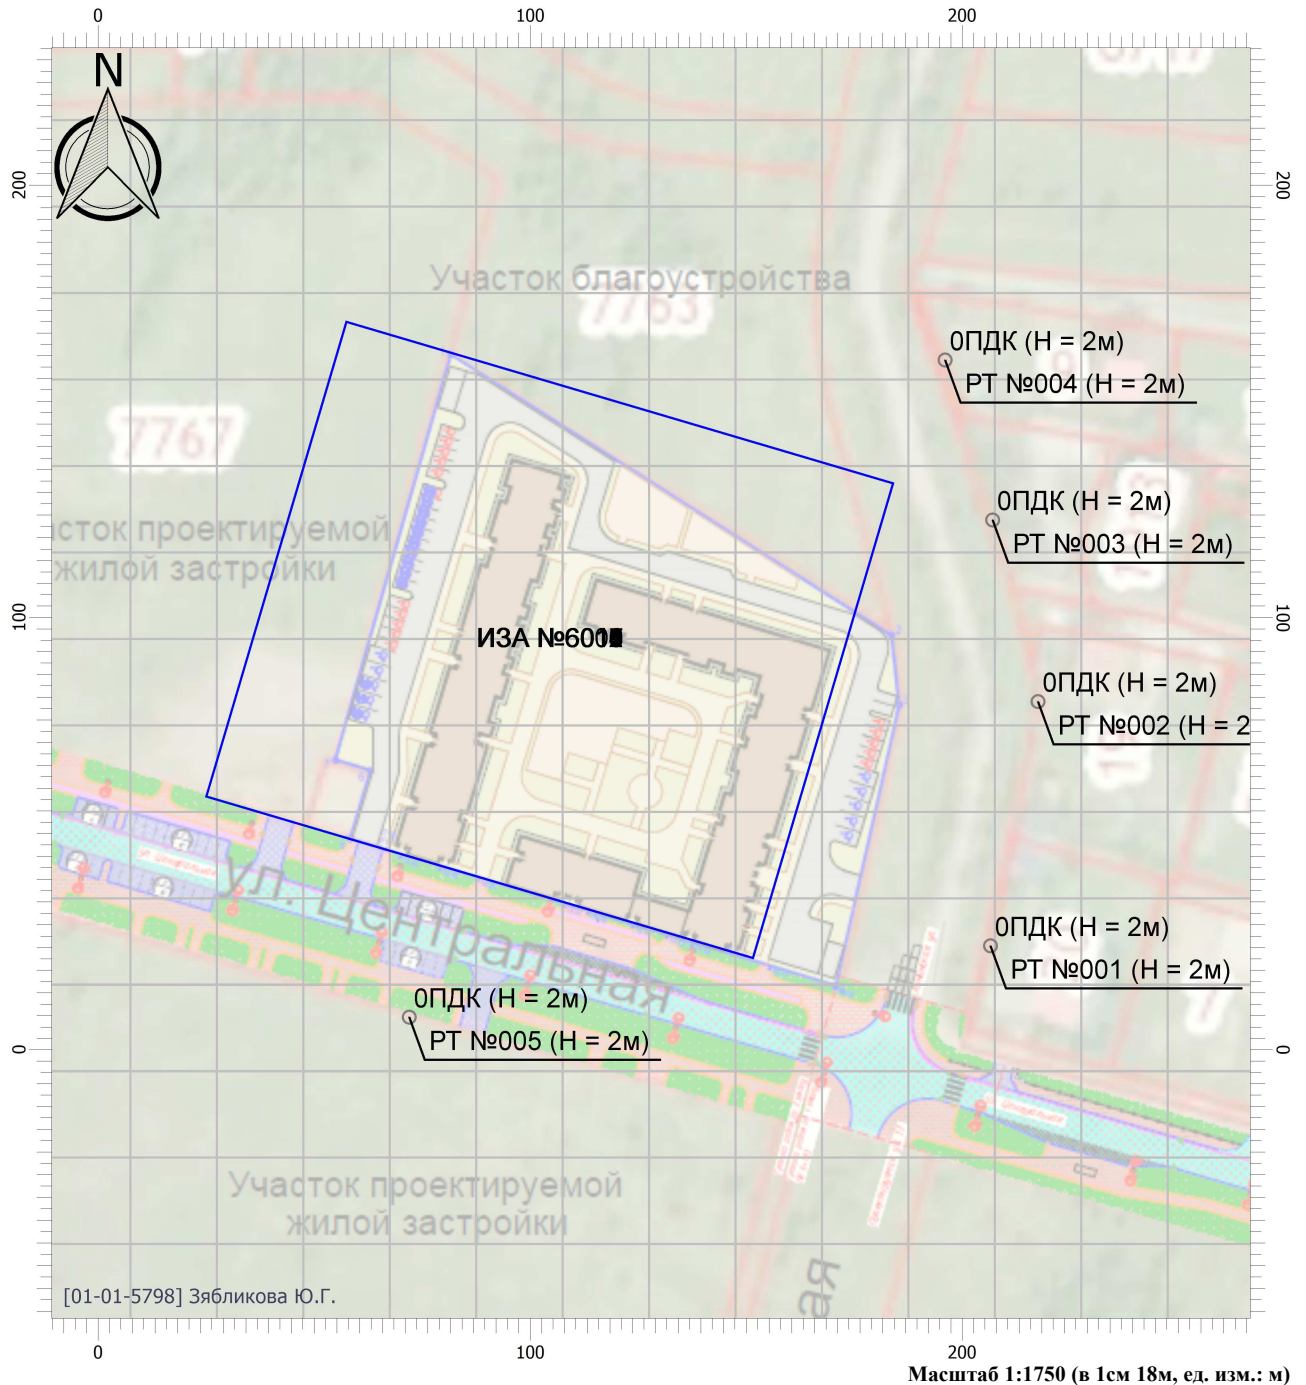 0
100
200
N
200
200
Участок благоустройства
7763
0ПДК (Н = 2м)
РТ №004 (Н = 2м)
7767
0ПДК (Н = 2м)
РТ №003 (Н = 2м)
сток проектируемой
жилой застройки
100
100
ИЗА №60
0ПДК (Н = 2м)
РТ №002 (Н = 2
ул. Центральная
0ПДК (Н = 2м)
РТ №001 (Н = 2м)
0ПДК (Н = 2м)
РТ №005 (Н = 2м)
0
0
Участок проектируемой
жилой застройки
ая
[01-01-5798] Зябликова Ю.Г.
0
100
200
Масштаб 1:1750 (в 1см 18м, ед. изм.: м)